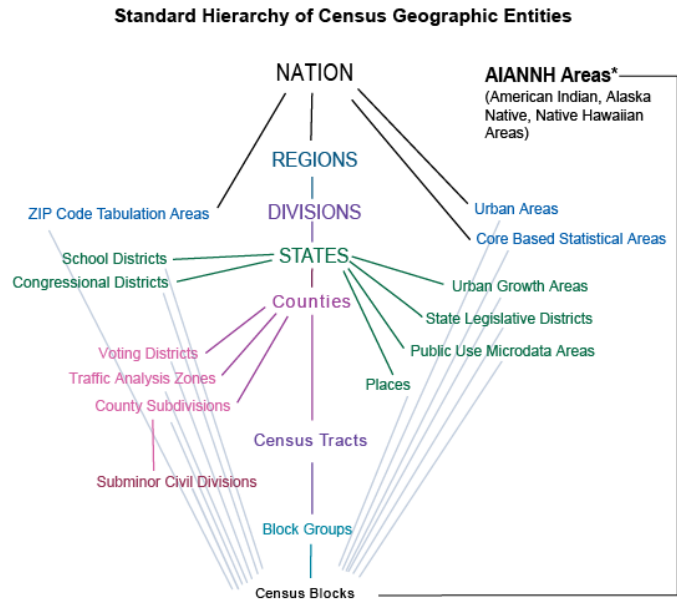 Standard Hierarchy of Census Geographic Entities
NATION
AIANNH Areas*
(American Indian, Alaska
Native, Native Hawaiian
Areas)
REGIONS
ZIP Code Tabulation Areas
DIVISIONS
Urban Areas
Core Based Statistical Areas
School Districts
STATES
Congressional Districts
Urban Growth Areas
Counties
State Legislative Districts
Voting Districts
Public Use Microdata Areas
Traffic Analysis Zones
Places
County Subdivisions
Census Tracts
Subminor Civil Divisions
Block Groups
Census Blocks